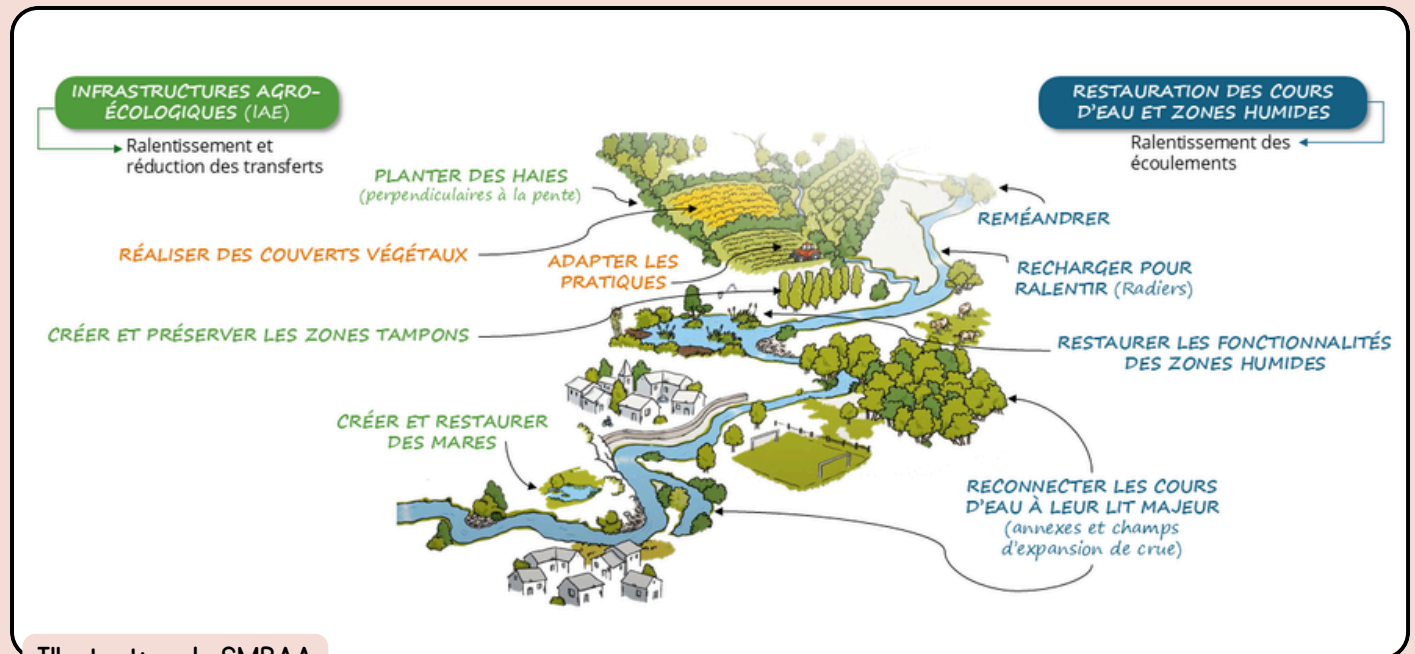 INFRASTRUCTURES AGRO-
ÉCOLOGIQUES (IAE)
Ralentissement et
réduction des transferts
RESTAURATION DES COURS
D'EAU ET ZONES HUMIDES
Ralentissement des
écoulements
PLANTER DES HAIES
(perpendiculaires à la pente)
RÉALISER DES COUVERTS VÉGÉTAUX
ADAPTER LES
PRATIQUES
CRÉER ET PRÉSERVER LES ZONES TAMPONS
CRÉER ET RESTAURER
DES MARES
REMÉANDRER
RECHARGER POUR
RALENTIR (Radiers)
RESTAURER LES FONCTIONNALITÉS
DES ZONES HUMIDES
RECONNECTER LES COURS
D'EAU À LEUR LIT MAJEUR
(annexes et champs
d'expansion de crue)